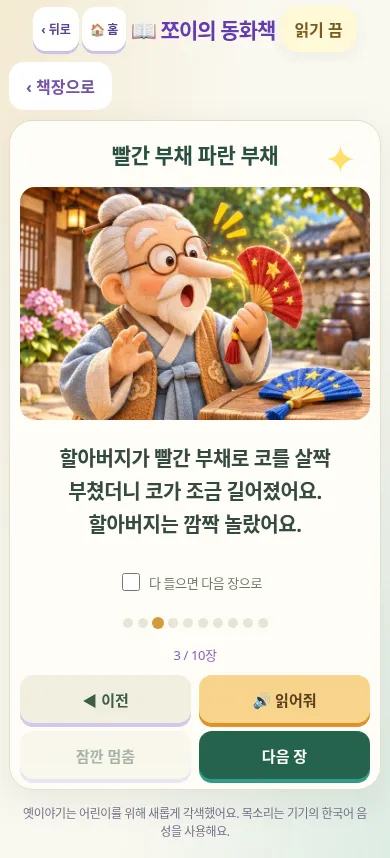 ‹ 뒤로
🏠 홈
📖 쪼이의 동화책
읽기 끔
‹ 책장으로
빨간 부채 파란 부채
할아버지가 빨간 부채로 코를 살짝
부쳤더니 코가 조금 길어졌어요.
할아버지는 깜짝 놀랐어요.
다 들으면 다음 장으로
3 / 10장
◀ 이전
🔊 읽어줘
잠깐 멈춤
다음 장
옛이야기는 어린이를 위해 새롭게 각색했어요. 목소리는 기기의 한국어 음
성을 사용해요.